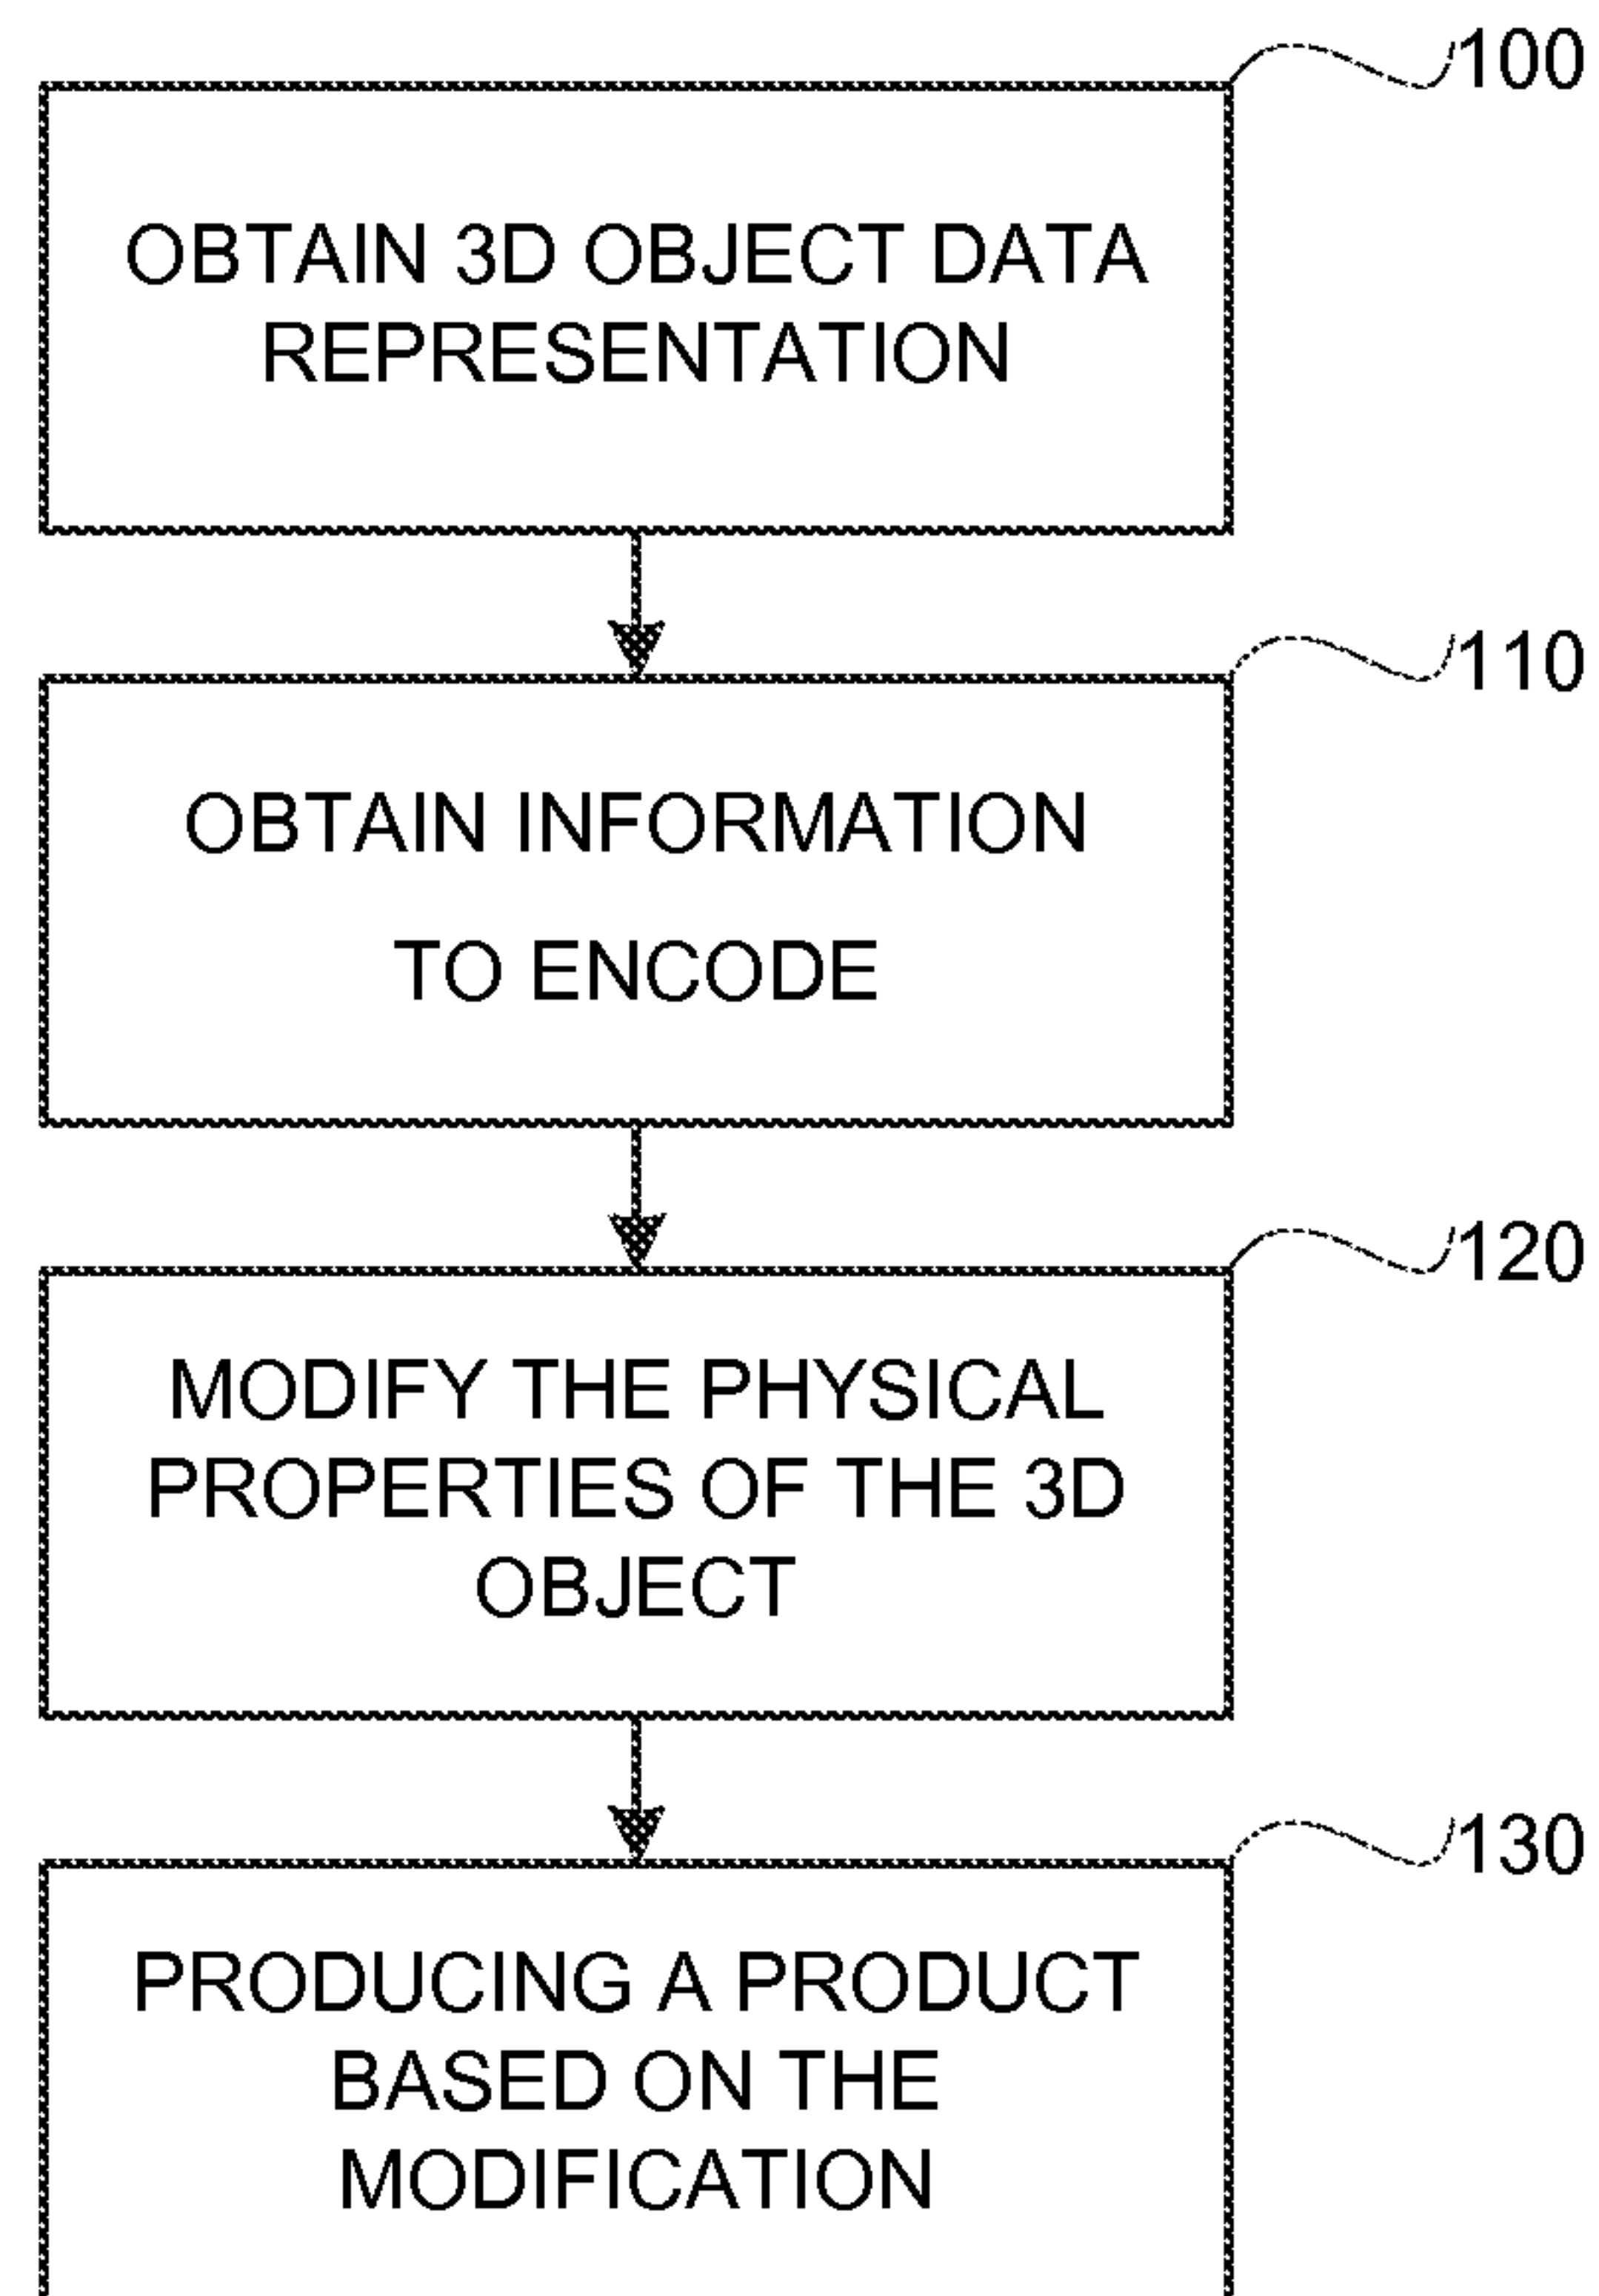 100
OBTAIN 3D OBJECT DATA
REPRESENTATION
110
OBTAIN INFORMATION
TO ENCODE
120
MODIFY THE PHYSICAL
PROPERTIES OF THE 3D
OBJECT
130
PRODUCING A PRODUCT
BASED ON THE
MODIFICATION